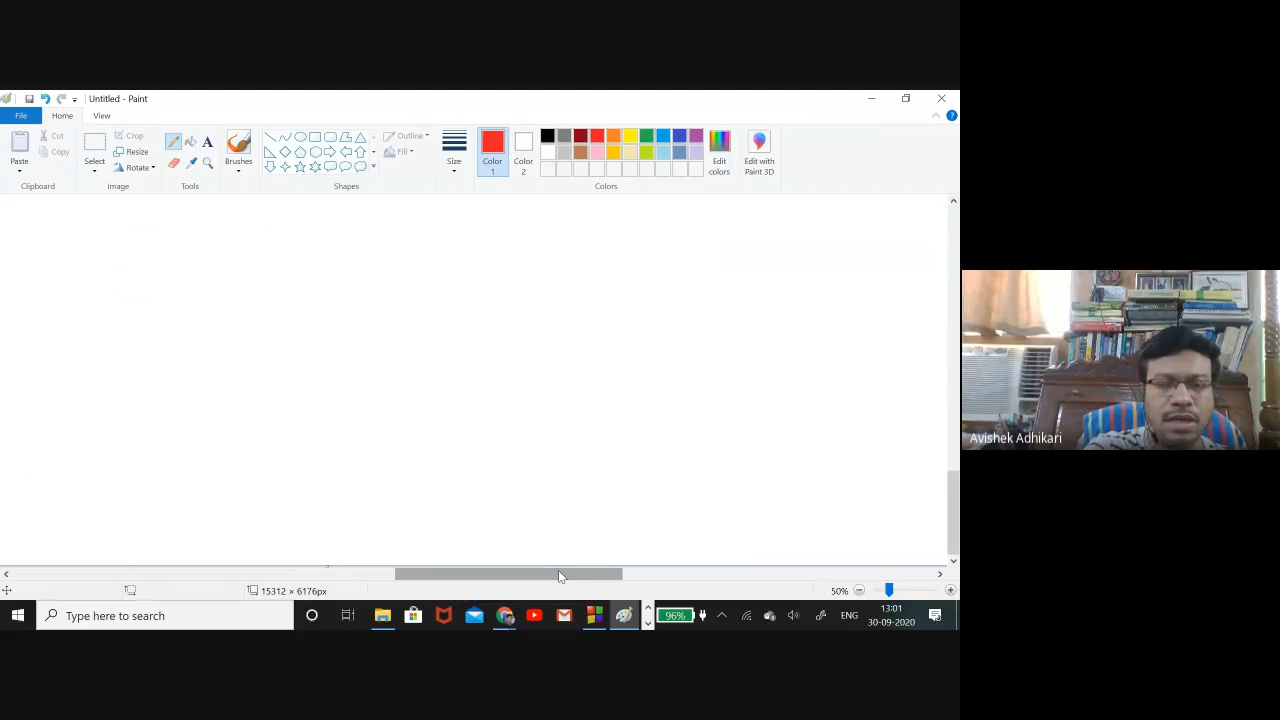 Untitled - Paint
File
Home
View
Paste
Cut
Copy
Clipboard
Select
Crop
Resize
Rotate
Image
Tools
Brushes
Shapes
Outline
Fill
Size
Color
1
Color
2
Edit
colors
Edit with
Paint 3D
Colors
Avishek Adhikari
15312 × 6176px
50%
Type here to search
96%
ENG
13:01
30-09-2020